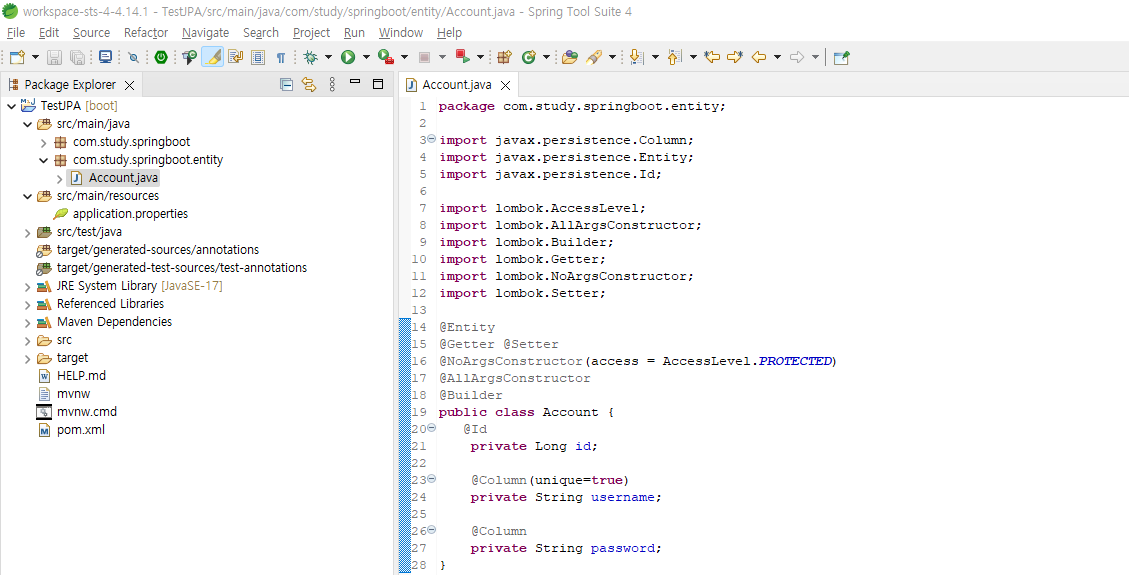 workspace-sts-4-4.14.1 - TestJPA/src/main/java/com/study/springboot/entity/Account.java - Spring Tool Suite 4
File Edit Source Refactor Navigate Search Project Run Window Help
Package Explorer
TestJPA [boot]
src/main/java
com.study.springboot
com.study.springboot.entity
Account.java
src/main/resources
application.properties
src/test/java
target/generated-sources/annotations
target/generated-test-sources/test-annotations
JRE System Library [JavaSE-17]
Referenced Libraries
Maven Dependencies
src
target
HELP.md
mvnw
mvnw.cmd
pom.xml
Account.java
1 package com.study.springboot.entity;
2
3 import javax.persistence.Column;
4 import javax.persistence.Entity;
5 import javax.persistence.Id;
6
7 import lombok.AccessLevel;
8 import lombok.AllArgsConstructor;
9 import lombok.Builder;
10 import lombok.Getter;
11 import lombok.NoArgsConstructor;
12 import lombok.Setter;
13
14 @Entity
15 @Getter @Setter
16 @NoArgsConstructor(access = AccessLevel.PROTECTED)
17 @AllArgsConstructor
18 @Builder
19 public class Account {
20 @Id
21 private Long id;
22
23 @Column(unique=true)
24 private String username;
25
26 @Column
27 private String password;
28 }